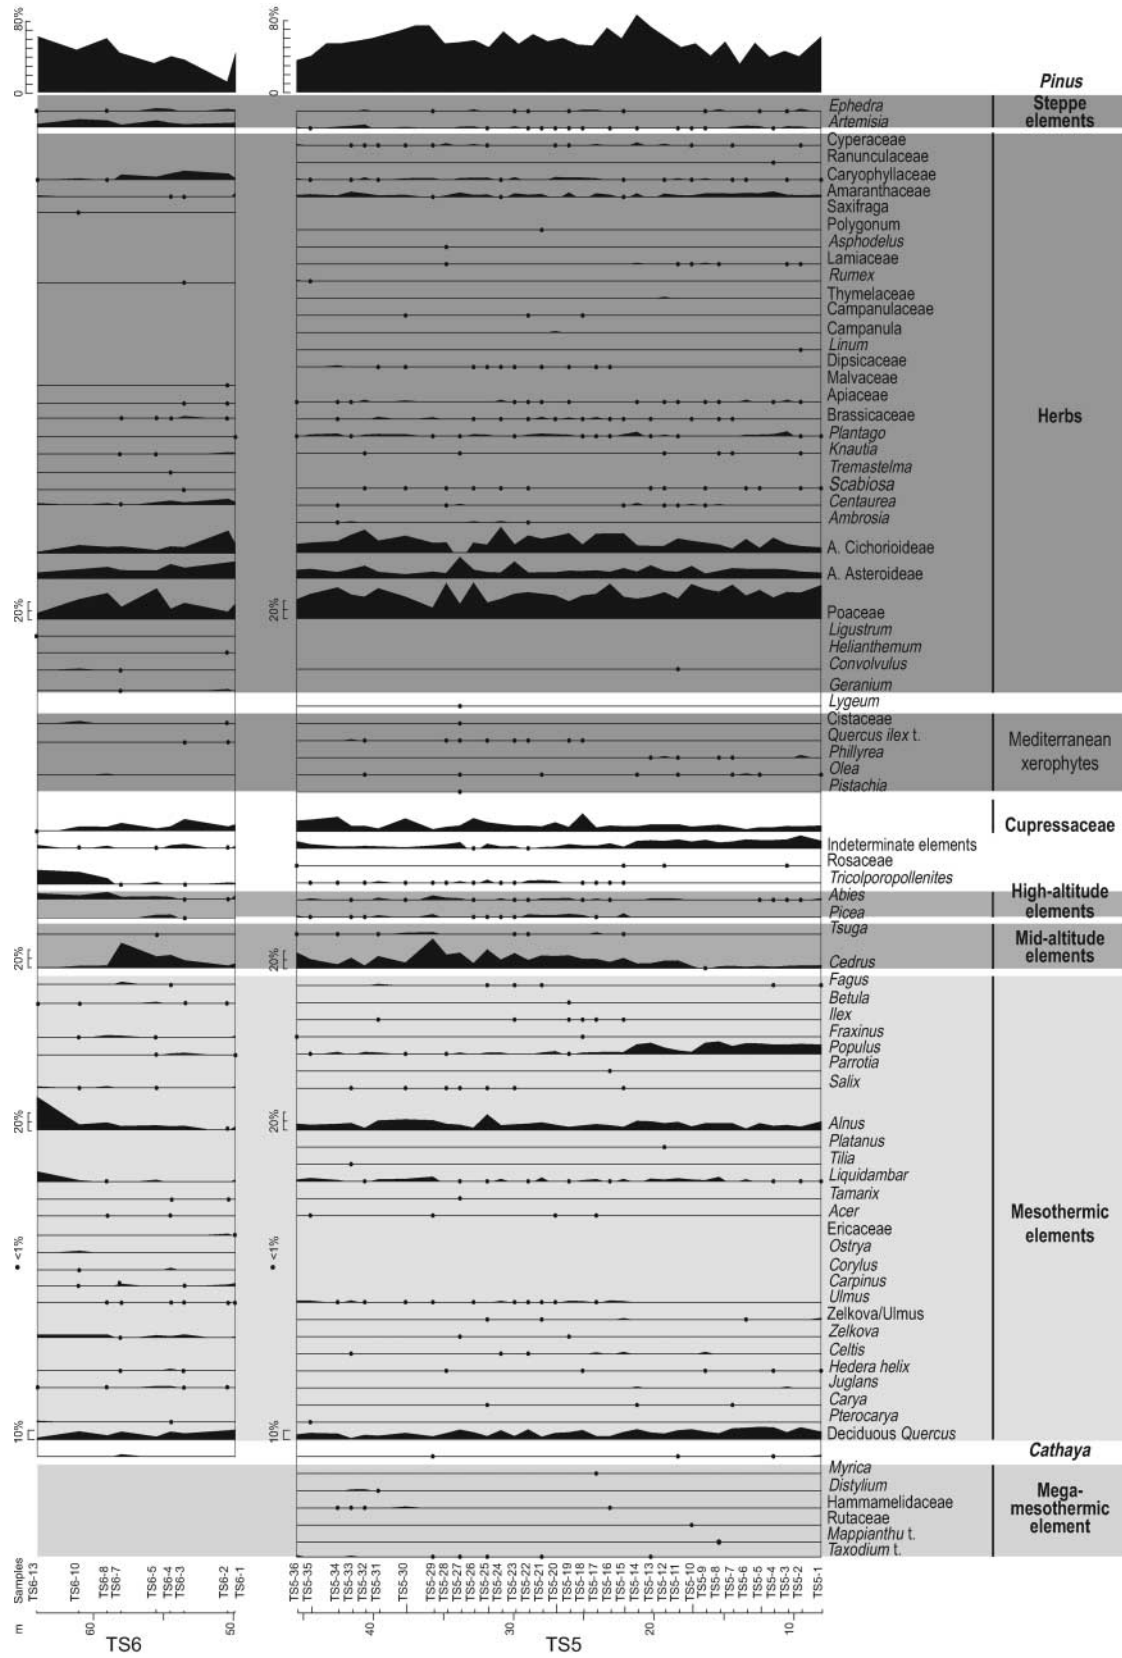 80%
0
80%
0
Pinus
Ephedra
Artemisia
Steppe
elements
Cyperaceae
Ranunculaceae
Caryophyllaceae
Amaranthaceae
Saxifraga
Polygonum
Asphodelus
Lamiaceae
Rumex
Thymelaceae
Campanulaceae
Campanula
Linum
Dipsicaceae
Malvaceae
Apiaceae
Brassicaceae
Plantago
Knautia
Tremastelma
Scabiosa
Centaurea
Ambrosia
A. Cichorioideae
A. Asteroideae
Poaceae
Ligustrum
Helianthemum
Convolvulus
Geranium
Herbs
20%
20%
Lygeum
Cistaceae
Quercus ilex t.
Phillyrea
Olea
Pistachia
Mediterranean
xerophytes
Cupressaceae
Indeterminate elements
Rosaceae
Tricolporopollenites
Abies
Picea
High-altitude
elements
Tsuga
Cedrus
Mid-altitude
elements
20%
20%
Fagus
Betula
Ilex
Fraxinus
Populus
Parrotia
Salix
Alnus
Platanus
Tilia
Liquidambar
Tamarix
Acer
Ericaceae
Ostrya
Corylus
Carpinus
Ulmus
Zelkova/Ulmus
Zelkova
Celtis
Hedera helix
Juglans
Carya
Pterocarya
Deciduous Quercus
Mesothermic
elements
20%
20%
• <1%
• <1%
10%
10%
Cathaya
Myrica
Distylium
Hammamelidaceae
Rutaceae
Mappianthu t.
Taxodium t.
Mega-
mesothermic
element
Samples
TS6-13
TS6-10
TS6-8
TS6-7
TS6-5
TS6-4
TS6-3
TS6-2
TS6-1
TS5-36
TS5-35
TS5-34
TS5-33
TS5-32
TS5-31
TS5-30
TS5-29
TS5-28
TS5-27
TS5-26
TS5-25
TS5-24
TS5-23
TS5-22
TS5-21
TS5-20
TS5-19
TS5-18
TS5-17
TS5-16
TS5-15
TS5-14
TS5-13
TS5-12
TS5-11
TS5-10
TS5-9
TS5-8
TS5-7
TS5-6
TS5-5
TS5-4
TS5-3
TS5-2
TS5-1
m
60
50
40
30
20
10
TS6
TS5